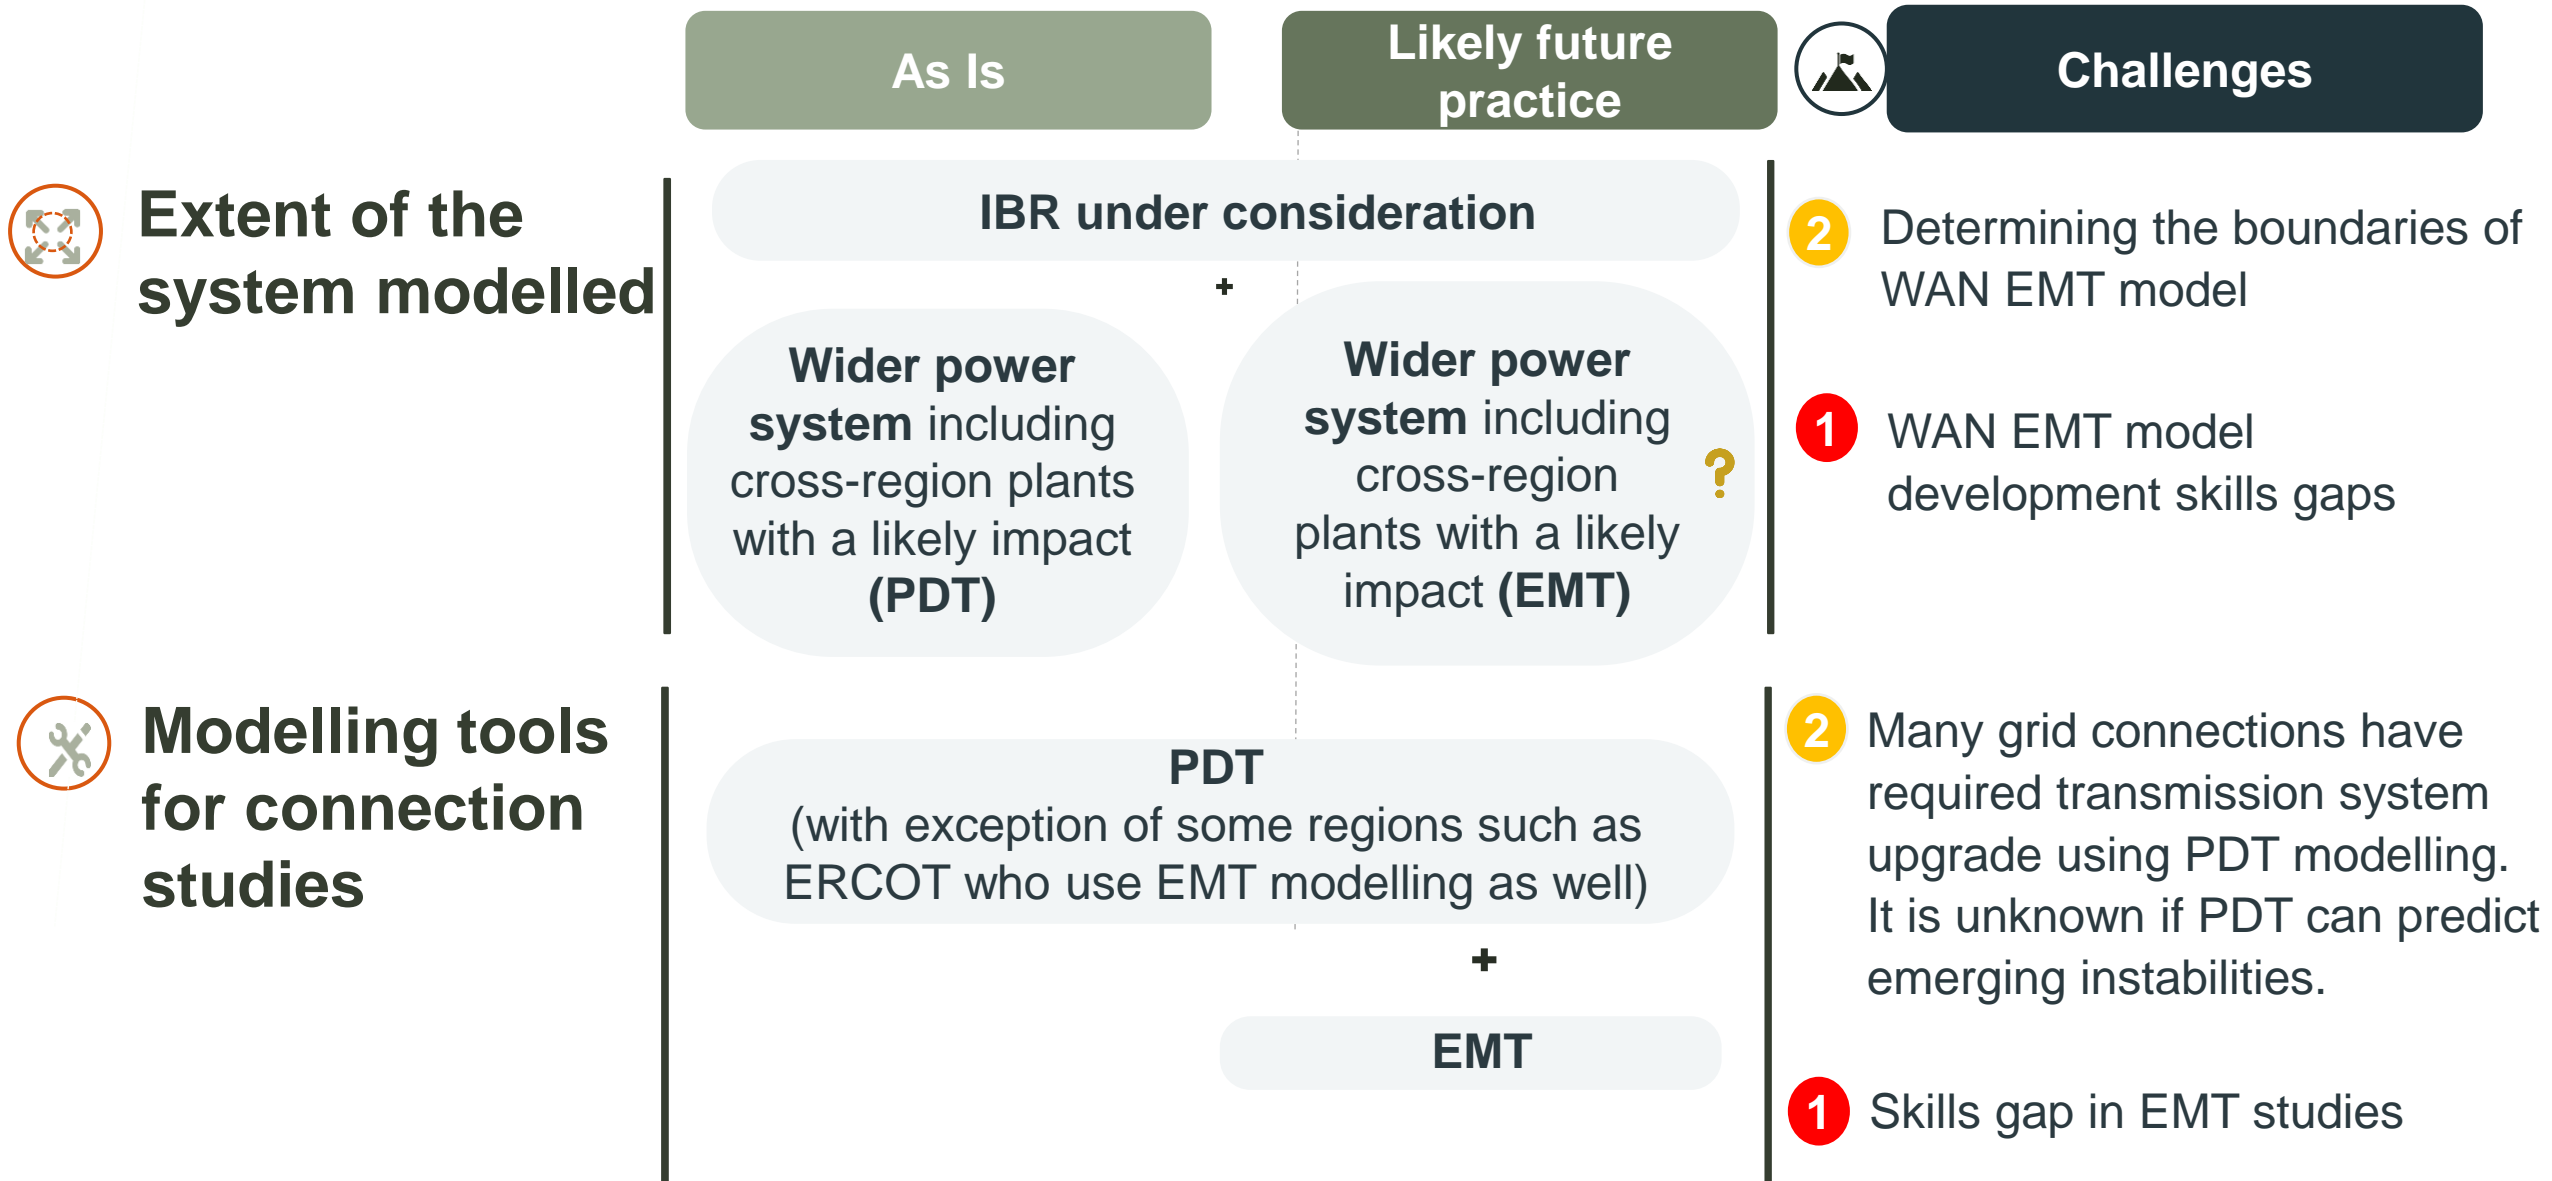 As Is
Likely future
practice
Challenges
Extent of the
system modelled
IBR under consideration
+
Wider power
system including
cross-region plants
with a likely impact
(PDT)
Wider power
system including
cross-region
plants with a likely
impact (EMT)
?
2 Determining the boundaries of
WAN EMT model
1 WAN EMT model
development skills gaps
Modelling tools
for connection
studies
PDT
(with exception of some regions such as
ERCOT who use EMT modelling as well)
+
EMT
2 Many grid connections have
required transmission system
upgrade using PDT modelling.
It is unknown if PDT can predict
emerging instabilities.
1 Skills gap in EMT studies